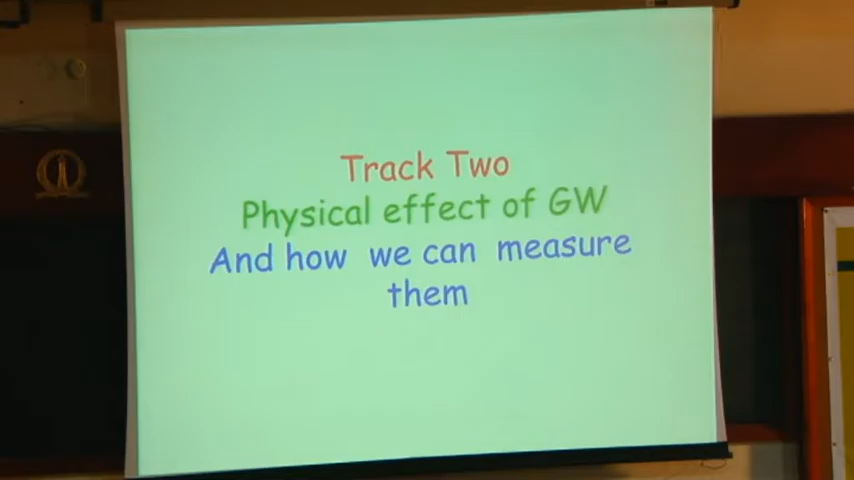 Track Two
Physical effect of GW
And how we can measure
them